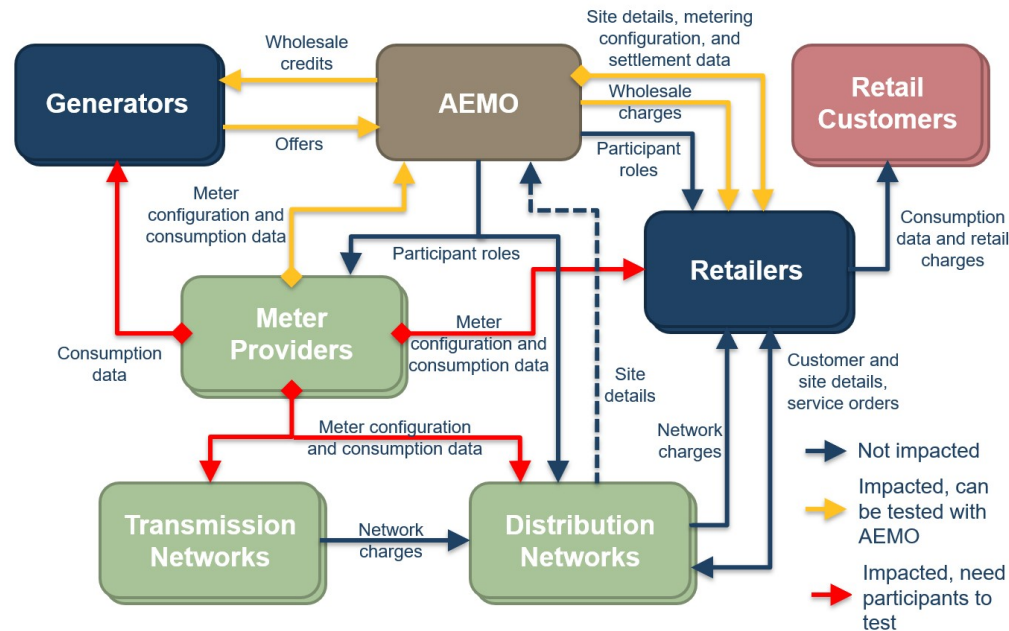 Wholesale
credits
Site details, metering
configuration, and
settlement data
Generators
AEMO
Retail
Customers
Offers
Wholesale
charges
Participant
roles
Meter
configuration and
consumption data
Participant roles
Consumption
data and retail
charges
Retailers
Meter
Providers
Meter
configuration and
consumption data
Consumption
data
Site
details
Customer and
site details,
service orders
Meter configuration
and consumption data
Network
charges
Transmission
Networks
Network
charges
Distribution
Networks
Not impacted
Impacted, can
be tested with
AEMO
Impacted, need
participants to
test